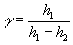 γ = h₁ / (h₁ − h₂)